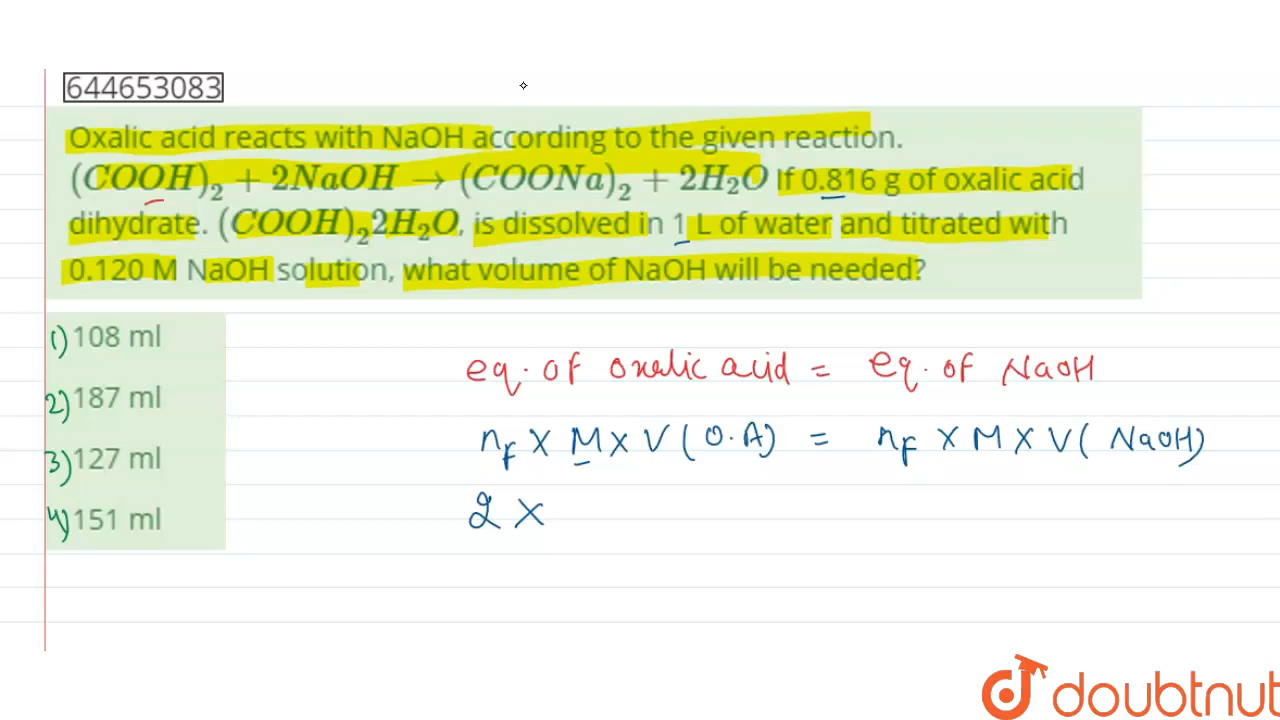 644653083
Oxalic acid reacts with NaOH according to the given reaction.
(COOH)₂ + 2NaOH → (COONa)₂ + 2H₂O If 0.816 g of oxalic acid
dihydrate. (COOH)₂2H₂O, is dissolved in 1 L of water and titrated with
0.120 M NaOH solution, what volume of NaOH will be needed?
1) 108 ml
2) 187 ml
3) 127 ml
4) 151 ml
eq. of oxalic acid = eq. of NaOH
nf X M X V (O.A) = nf X M X V ( NaOH)
2 X
doubtnut